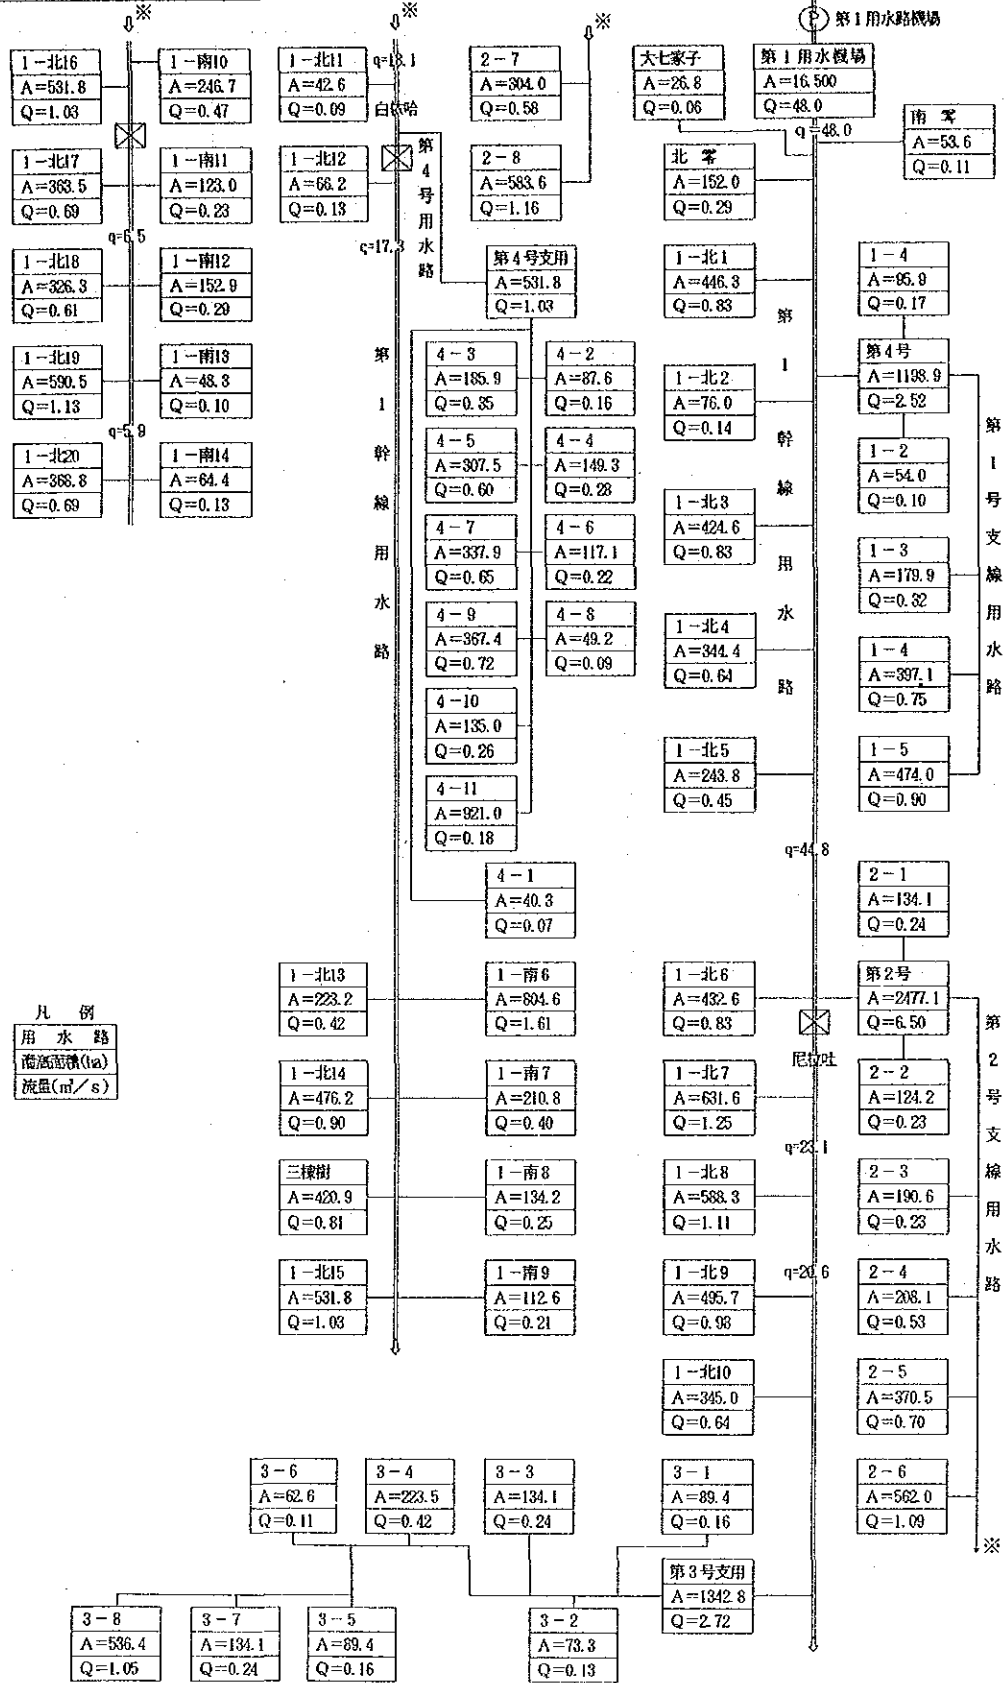 ※
1-北16
A=531.8
Q=1.03
1-南10
A=246.7
Q=0.47
1-北17
A=363.5
Q=0.69
1-南11
A=123.0
Q=0.23
q=6.5
1-北18
A=326.3
Q=0.61
1-南12
A=152.9
Q=0.29
1-北19
A=590.5
Q=1.13
1-南13
A=48.3
Q=0.10
q=5.9
1-北20
A=368.8
Q=0.69
1-南14
A=64.4
Q=0.13
凡 例
用 水 路
流量(㎥/s)
※
1-北11
A=42.6
Q=0.09
q=18.1
1-北12
A=66.2
Q=0.13
第4号用水路
q=17.3
第4号支用
A=531.8
Q=1.03
第1幹線用水路
4-3
A=185.9
Q=0.35
4-2
A=87.6
Q=0.16
4-5
A=307.5
Q=0.60
4-4
A=149.3
Q=0.28
4-7
A=337.9
Q=0.65
4-6
A=117.1
Q=0.22
4-9
A=367.4
Q=0.72
4-8
A=49.2
Q=0.09
4-10
A=135.0
Q=0.26
4-11
A=921.0
Q=0.18
4-1
A=40.3
Q=0.07
1-北13
A=223.2
Q=0.42
1-南6
A=804.6
Q=1.61
1-北14
A=476.2
Q=0.90
1-南7
A=210.8
Q=0.40
三棟樹
A=420.9
Q=0.81
1-南8
A=134.2
Q=0.25
1-北15
A=531.8
Q=1.03
1-南9
A=112.6
Q=0.21
※
2-7
A=304.0
Q=0.58
2-8
A=583.6
Q=1.16
P 第1用水路機場
大七家子
A=26.8
Q=0.06
第1用水機場
A=16.500
Q=48.0
q=48.0
南零
A=53.6
Q=0.11
北零
A=152.0
Q=0.29
1-北1
A=446.3
Q=0.83
第1幹線用水路
1-4
A=95.9
Q=0.17
第4号
A=1198.9
Q=2.52
1-北2
A=76.0
Q=0.14
1-2
A=54.0
Q=0.10
第1号支線用水路
1-北3
A=424.6
Q=0.83
1-3
A=179.9
Q=0.32
1-北4
A=344.4
Q=0.64
1-4
A=397.1
Q=0.75
1-北5
A=243.8
Q=0.45
1-5
A=474.0
Q=0.90
q=44.8
2-1
A=134.1
Q=0.24
1-北6
A=432.6
Q=0.83
第2号
A=2477.1
Q=6.50
尼拉吐
第2号支線用水路
1-北7
A=631.6
Q=1.25
2-2
A=124.2
Q=0.23
q=23.1
1-北8
A=588.3
Q=1.11
2-3
A=190.6
Q=0.23
q=20.6
1-北9
A=495.7
Q=0.98
2-4
A=208.1
Q=0.53
1-北10
A=345.0
Q=0.64
2-5
A=370.5
Q=0.70
2-6
A=562.0
Q=1.09
※
3-6
A=62.6
Q=0.11
3-4
A=223.5
Q=0.42
3-3
A=134.1
Q=0.24
3-1
A=89.4
Q=0.16
第3号支用
A=1342.8
Q=2.72
3-8
A=536.4
Q=1.05
3-7
A=134.1
Q=0.24
3-5
A=89.4
Q=0.16
3-2
A=73.3
Q=0.13